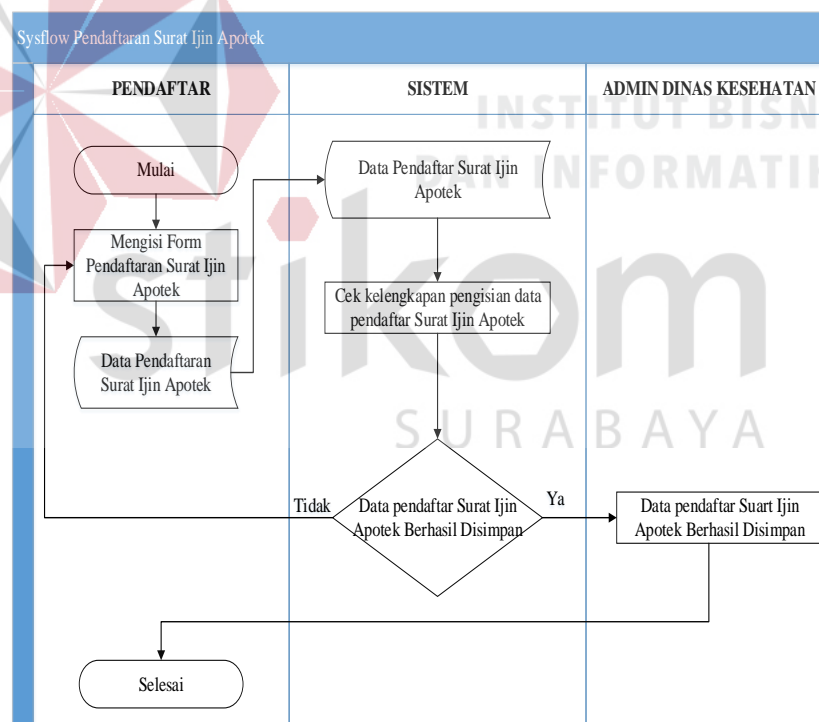 Sysflow Pendaftaran Surat Ijin Apotek
PENDAFTAR
SISTEM
ADMIN DINAS KESEHATAN
INSTITUT BISN
DAN INFORMATIK
stikom
SURABAYA
Mulai
Mengisi Form
Pendaftaran Surat Ijin
Apotek
Data Pendaftaran
Surat Ijin Apotek
Data Pendaftar Surat Ijin
Apotek
Cek kelengkapan pengisian data
pendaftar Surat Ijin Apotek
Data pendaftar Surat Ijin
Apotek Berhasil Disimpan
Tidak
Ya
Data pendaftar Suart Ijin
Apotek Berhasil Disimpan
Selesai